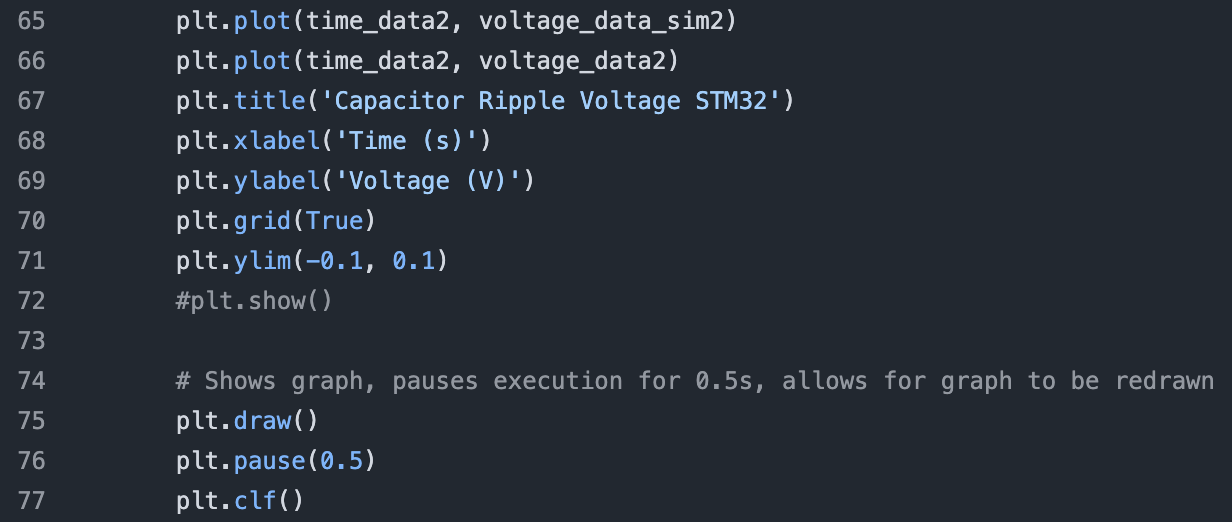 65 plt.plot(time_data2, voltage_data_sim2)
66 plt.plot(time_data2, voltage_data2)
67 plt.title('Capacitor Ripple Voltage STM32')
68 plt.xlabel('Time (s)')
69 plt.ylabel('Voltage (V)')
70 plt.grid(True)
71 plt.ylim(-0.1, 0.1)
72 #plt.show()
73
74 # Shows graph, pauses execution for 0.5s, allows for graph to be redrawn
75 plt.draw()
76 plt.pause(0.5)
77 plt.clf()